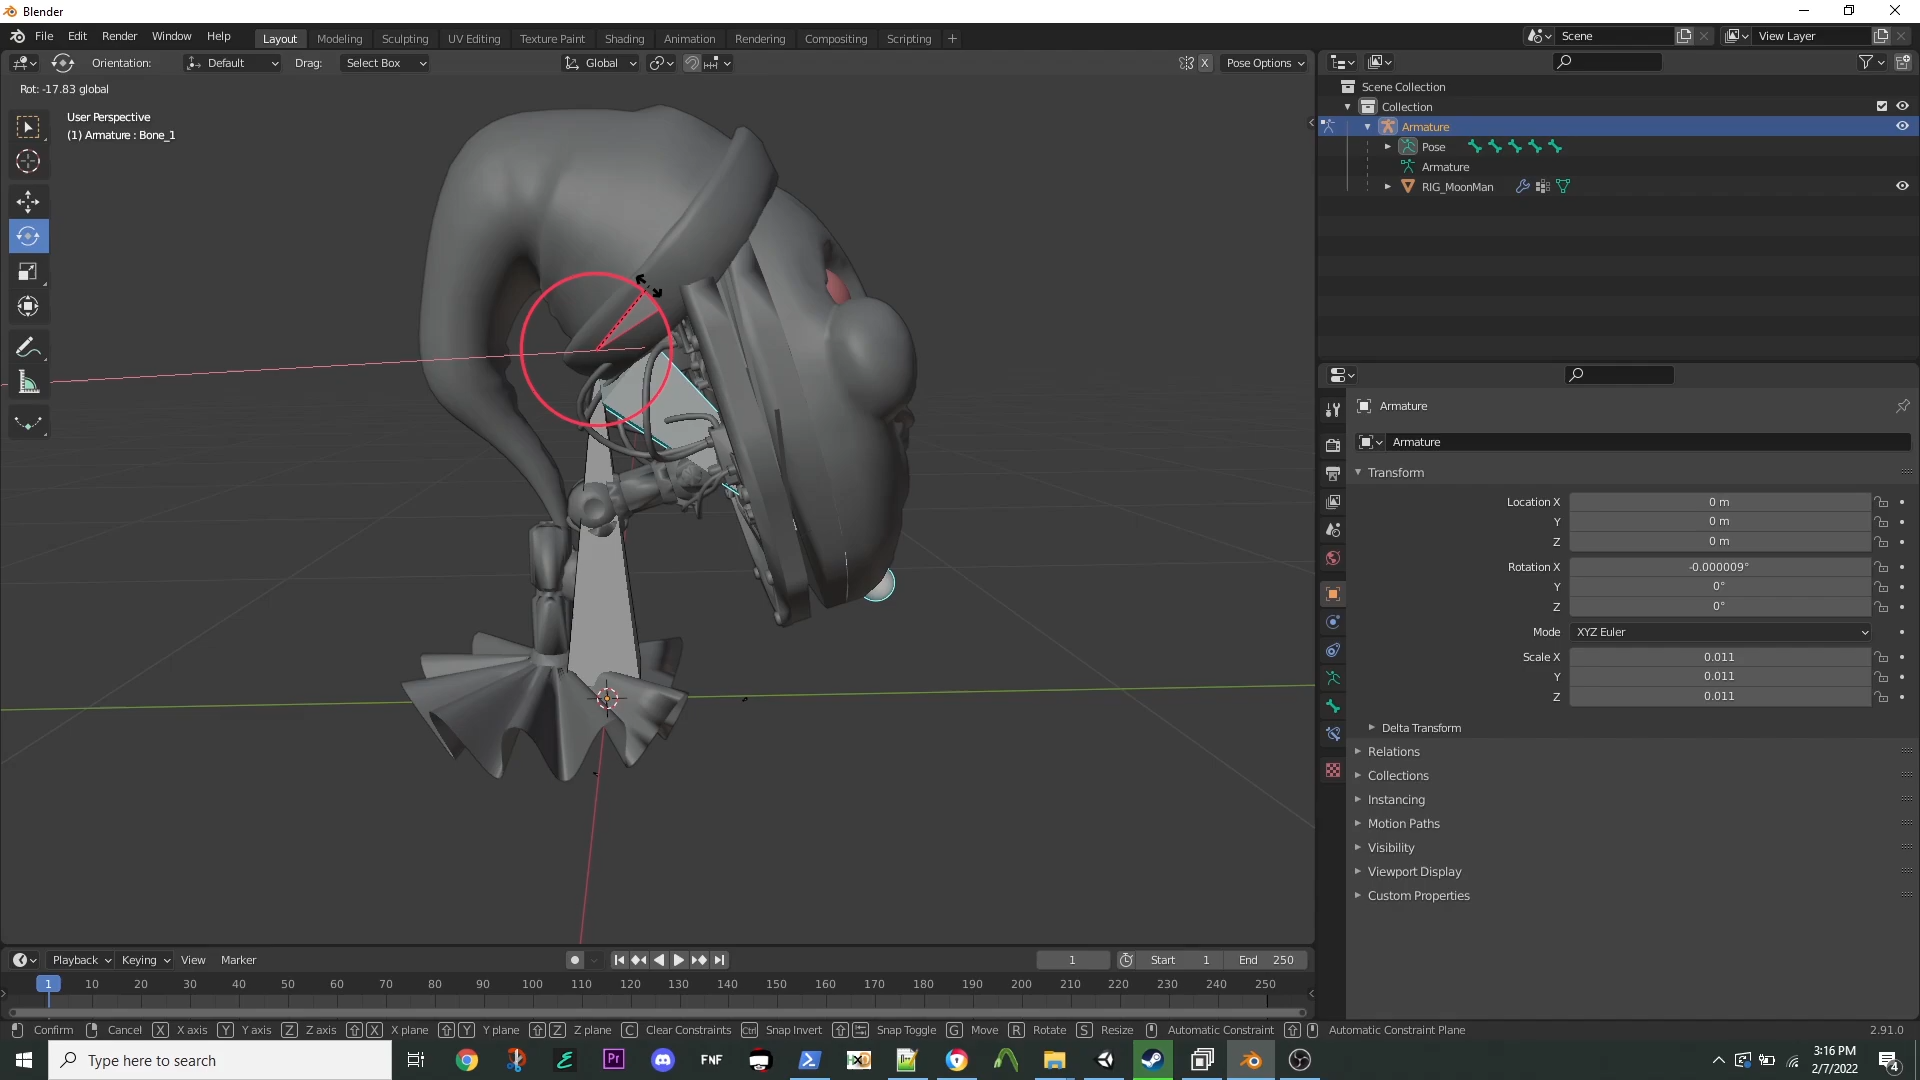 Blender
File Edit Render Window Help
Layout Modeling Sculpting UV Editing Texture Paint Shading Animation Rendering Compositing Scripting +
Scene
View Layer
Orientation: Default Drag: Select Box Global X Pose Options
Rot: -17.83 global
User Perspective
(1) Armature : Bone_1
Scene Collection
Collection
Armature
Pose
Armature
RIG_MoonMan
Armature
Armature
Transform
Location X 0 m
Y 0 m
Z 0 m
Rotation X -0.000009°
Y 0°
Z 0°
Mode XYZ Euler
Scale X 0.011
Y 0.011
Z 0.011
Delta Transform
Relations
Collections
Instancing
Motion Paths
Visibility
Viewport Display
Custom Properties
Playback Keying View Marker 1 Start 1 End 250
1 10 20 30 40 50 60 70 80 90 100 110 120 130 140 150 160 170 180 190 200 210 220 230 240 250
Confirm Cancel X X axis Y Y axis Z Z axis X X plane Y Y plane Z Z plane C Clear Constraints Ctrl Snap Invert Snap Toggle G Move R Rotate S Resize Automatic Constraint Automatic Constraint Plane 2.91.0
Type here to search
Pr
FNF
3:16 PM
2/7/2022
4